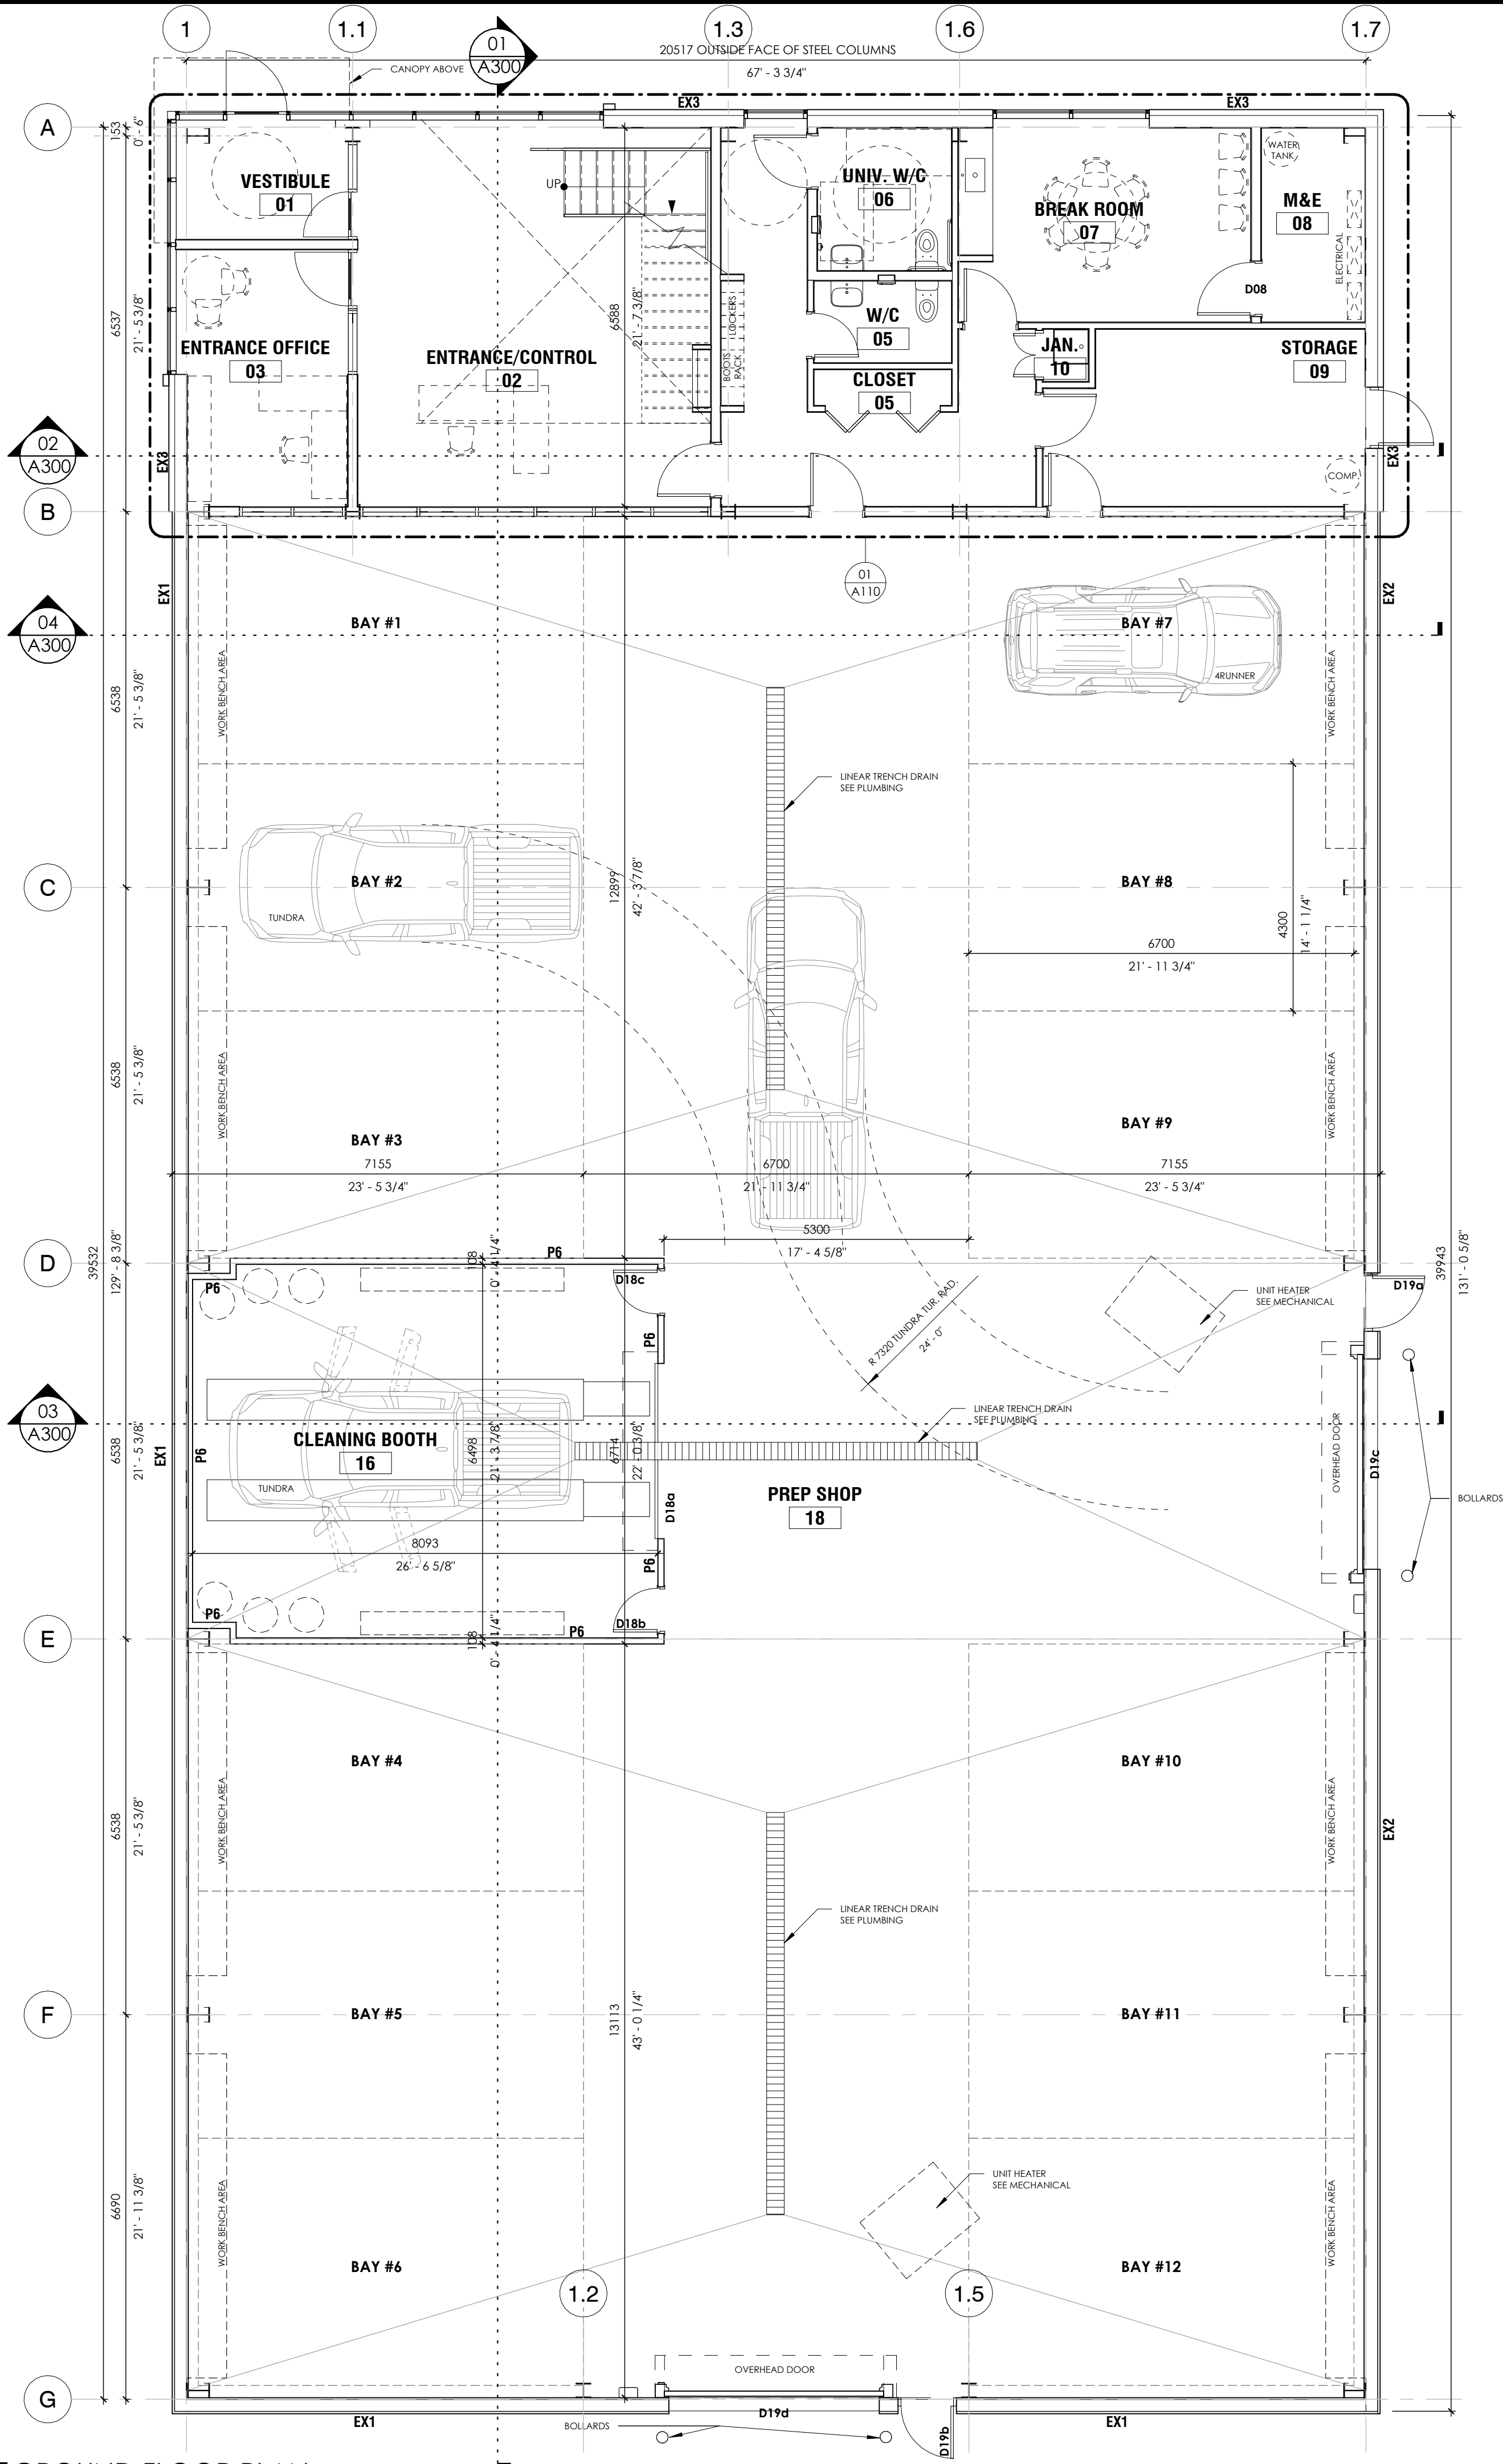 1
1.1
01
A300
1.3
1.6
1.7
20517 OUTSIDE FACE OF STEEL COLUMNS
67' - 3 3/4"
CANOPY ABOVE
EX3
EX3
A
153
0' - 6"
WATER
TANK
VESTIBULE
01
UP
UNIV. W/C
06
BREAK ROOM
07
M&E
08
ELECTRICAL
D08
6537
21' - 5 3/8"
6588
21' - 7 3/8"
LOCKERS
BOOTS
RACK
W/C
05
JAN.
10
STORAGE
09
ENTRANCE OFFICE
03
ENTRANCE/CONTROL
02
CLOSET
05
02
A300
EX3
EX3
COMP.
B
01
A110
EX1
EX2
BAY #1
BAY #7
04
A300
4RUNNER
WORK BENCH AREA
WORK BENCH AREA
6538
21' - 5 3/8"
LINEAR TRENCH DRAIN
SEE PLUMBING
C
BAY #2
12899
42' - 3 7/8"
BAY #8
TUNDRA
4300
14' - 1 1/4"
6700
21' - 11 3/4"
6538
21' - 5 3/8"
WORK BENCH AREA
WORK BENCH AREA
BAY #3
BAY #9
7155
23' - 5 3/4"
6700
21' - 11 3/4"
7155
23' - 5 3/4"
5300
17' - 4 5/8"
39532
129' - 8 3/8"
39943
131' - 0 5/8"
D
108
0' - 4 1/4"
P6
P6
D18c
D19a
UNIT HEATER
SEE MECHANICAL
R 7320 TUNDRA TUR. RAD.
24' - 0"
P6
03
A300
LINEAR TRENCH DRAIN
SEE PLUMBING
EX1
P6
CLEANING BOOTH
16
TUNDRA
6538
21' - 5 3/8"
6498
21' - 3 7/8"
6714
22' - 0 3/8"
D18a
PREP SHOP
18
OVERHEAD DOOR
D19c
BOLLARDS
8093
26' - 6 5/8"
P6
P6
D18b
P6
E
108
0' - 4 1/4"
BAY #4
BAY #10
WORK BENCH AREA
WORK BENCH AREA
6538
21' - 5 3/8"
EX2
LINEAR TRENCH DRAIN
SEE PLUMBING
F
BAY #5
13113
43' - 0 1/4"
BAY #11
UNIT HEATER
SEE MECHANICAL
6690
21' - 11 3/8"
WORK BENCH AREA
WORK BENCH AREA
BAY #6
BAY #12
1.2
1.5
OVERHEAD DOOR
G
EX1
BOLLARDS
D19d
D19b
EX1